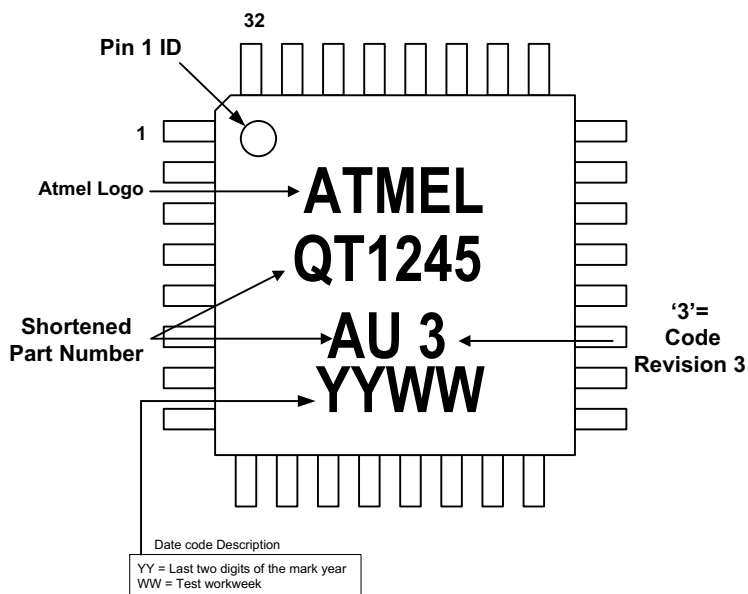 32
Pin 1 ID
1
Atmel Logo
ATMEL
QT1245
Shortened
Part Number
AU 3
‘3’=
Code
Revision 3
YYWW
Date code Description
YY = Last two digits of the mark year
WW = Test workweek